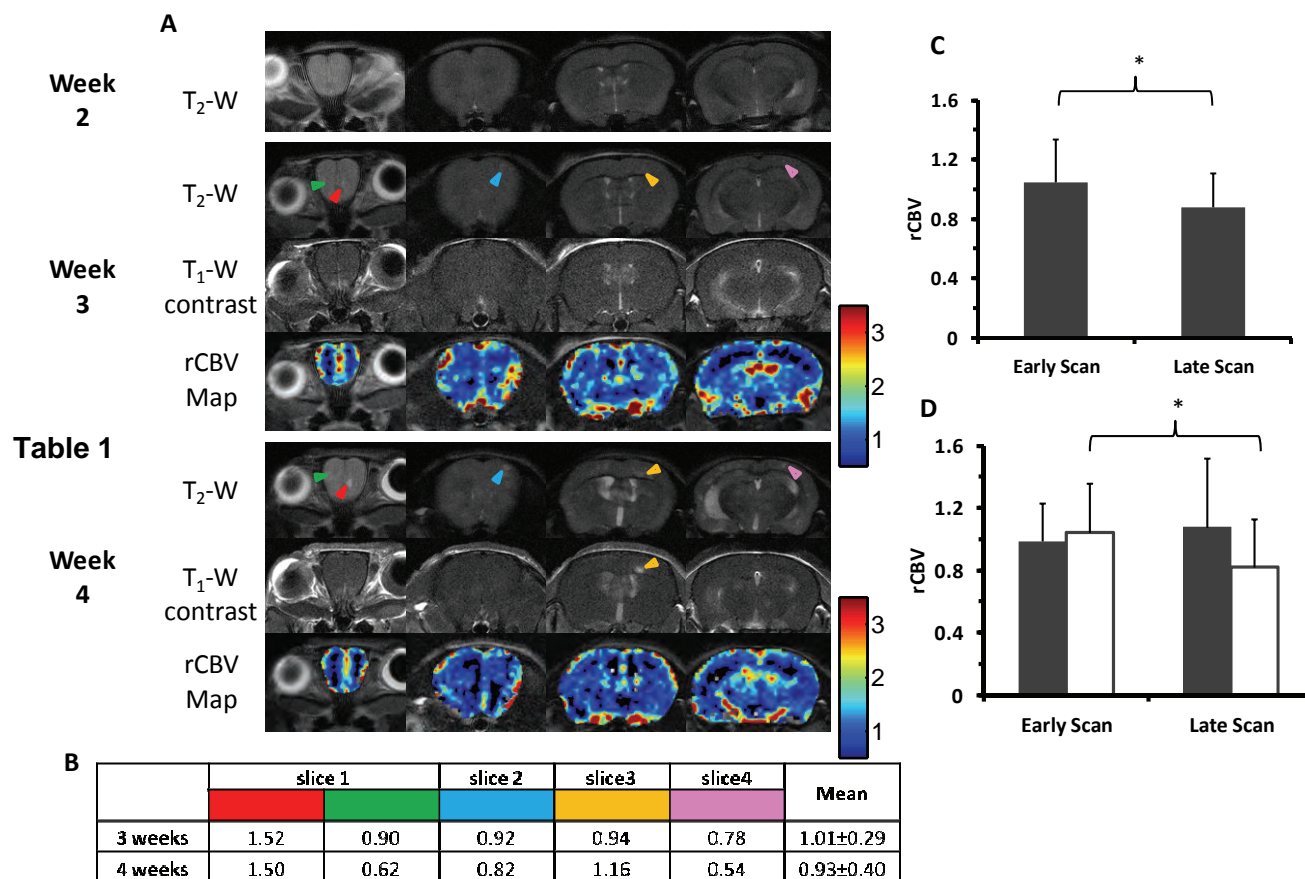 A
Week
2
T₂-W
Week
3
T₂-W
T₁-W
contrast
rCBV
Map
3
2
1
Table 1
Week
4
T₂-W
T₁-W
contrast
rCBV
Map
3
2
1
B
slice 1 slice 2 slice3 slice4 Mean
3 weeks 1.52 0.90 0.92 0.94 0.78 1.01±0.29
4 weeks 1.50 0.62 0.82 1.16 0.54 0.93±0.40
C
*
rCBV
1.6
1.2
0.8
0.4
0
Early Scan Late Scan
D
*
rCBV
1.6
1.2
0.8
0.4
0
Early Scan Late Scan